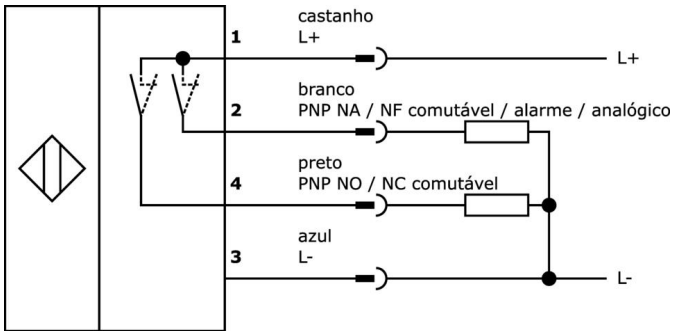 castanho
1 L+
L+
branco
2 PNP NA / NF comutável / alarme / analógico
preto
4 PNP NO / NC comutável
azul
3 L-
L-